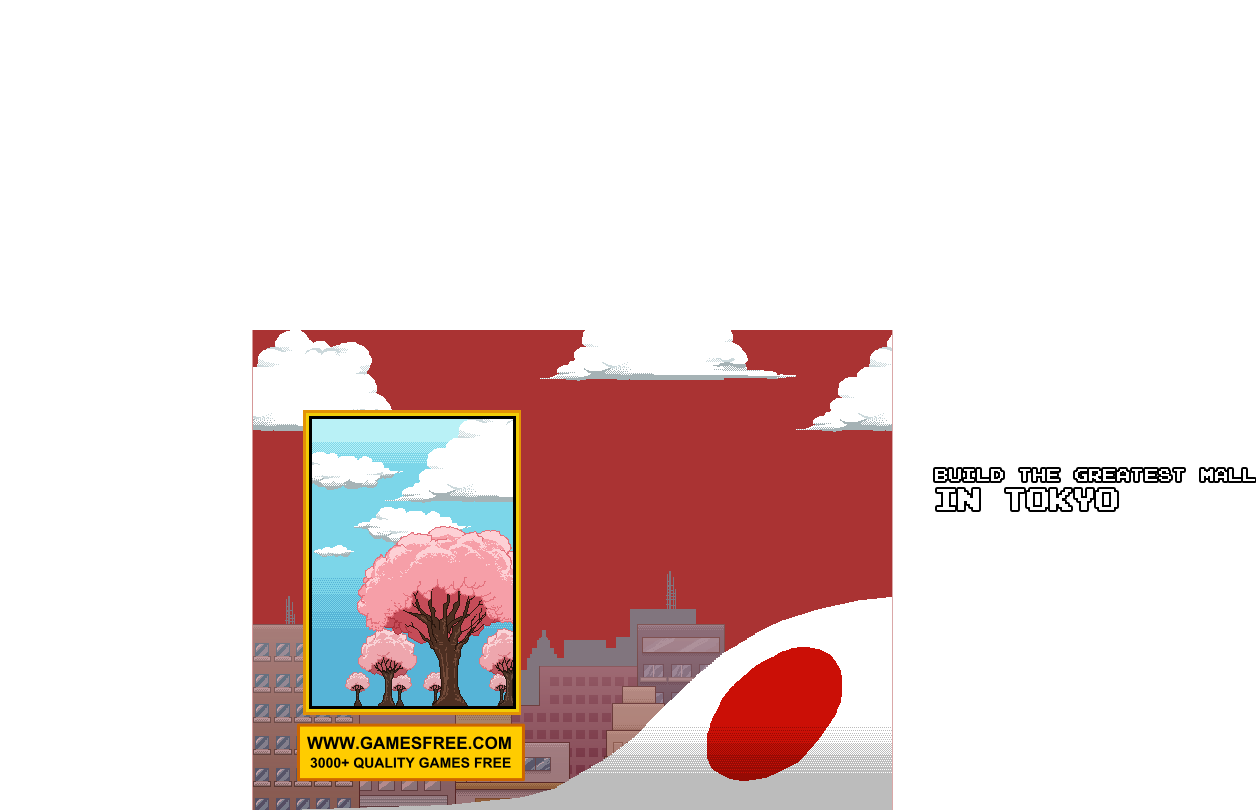 BUILD THE GREATEST MALL
IN TOKYO
WWW.GAMESFREE.COM
3000+ QUALITY GAMES FREE